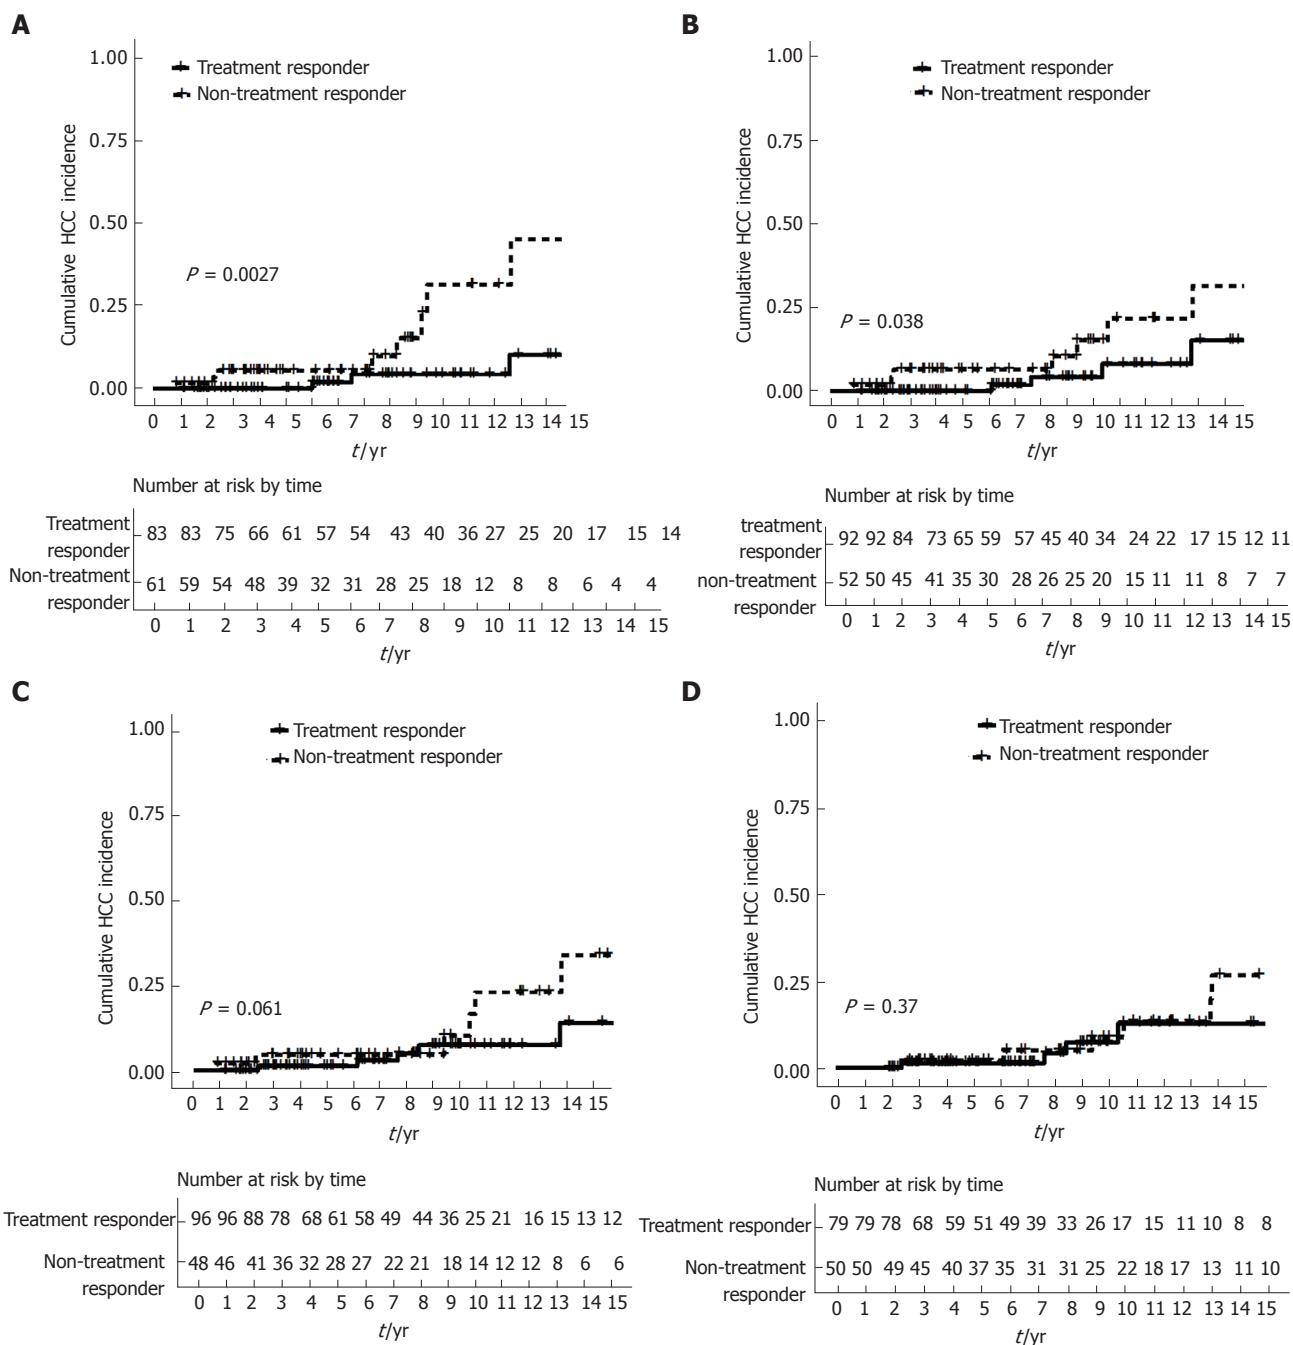 A
Treatment responder
Non-treatment responder
1.00
0.75
0.50
0.25
0.00
Cumulative HCC incidence
P = 0.0027
0 1 2 3 4 5 6 7 8 9 10 11 12 13 14 15
t/yr
Number at risk by time
Treatment responder
83 83 75 66 61 57 54 43 40 36 27 25 20 17 15 14
Non-treatment responder
61 59 54 48 39 32 31 28 25 18 12 8 8 6 4 4
0 1 2 3 4 5 6 7 8 9 10 11 12 13 14 15
t/yr
B
Treatment responder
Non-treatment responder
1.00
0.75
0.50
0.25
0.00
Cumulative HCC incidence
P = 0.038
0 1 2 3 4 5 6 7 8 9 10 11 12 13 14 15
t/yr
Number at risk by time
treatment responder
92 92 84 73 65 59 57 45 40 34 24 22 17 15 12 11
non-treatment responder
52 50 45 41 35 30 28 26 25 20 15 11 11 8 7 7
0 1 2 3 4 5 6 7 8 9 10 11 12 13 14 15
t/yr
C
Treatment responder
Non-treatment responder
1.00
0.75
0.50
0.25
0.00
Cumulative HCC incidence
P = 0.061
0 1 2 3 4 5 6 7 8 9 10 11 12 13 14 15
t/yr
Number at risk by time
Treatment responder
96 96 88 78 68 61 58 49 44 36 25 21 16 15 13 12
Non-treatment responder
48 46 41 36 32 28 27 22 21 18 14 12 12 8 6 6
0 1 2 3 4 5 6 7 8 9 10 11 12 13 14 15
t/yr
D
Treatment responder
Non-treatment responder
1.00
0.75
0.50
0.25
0.00
Cumulative HCC incidence
P = 0.37
0 1 2 3 4 5 6 7 8 9 10 11 12 13 14 15
t/yr
Number at risk by time
Treatment responder
79 79 78 68 59 51 49 39 33 26 17 15 11 10 8 8
Non-treatment responder
50 50 49 45 40 37 35 31 31 25 22 18 17 13 11 10
0 1 2 3 4 5 6 7 8 9 10 11 12 13 14 15
t/yr